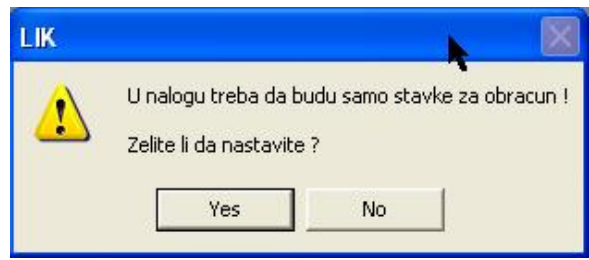 LIK
U nalogu treba da budu samo stavke za obracun !
Zelite li da nastavite ?
Yes
No